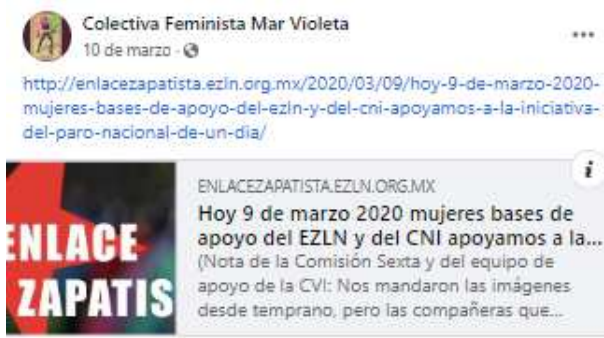 Colectiva Feminista Mar Violeta
10 de marzo ·
http://enlacezapatista.ezln.org.mx/2020/03/09/hoy-9-de-marzo-2020-
mujeres-bases-de-apoyo-del-ezln-y-del-cni-apoyamos-a-la-iniciativa-
del-paro-nacional-de-un-dia/
ENLACE
ZAPATIS
ENLACEZAPATISTA.EZLN.ORG.MX
Hoy 9 de marzo 2020 mujeres bases de
apoyo del EZLN y del CNI apoyamos a la...
(Nota de la Comisión Sexta y del equipo de
apoyo de la CVI: Nos mandaron las imágenes
desde temprano, pero las compañeras que...